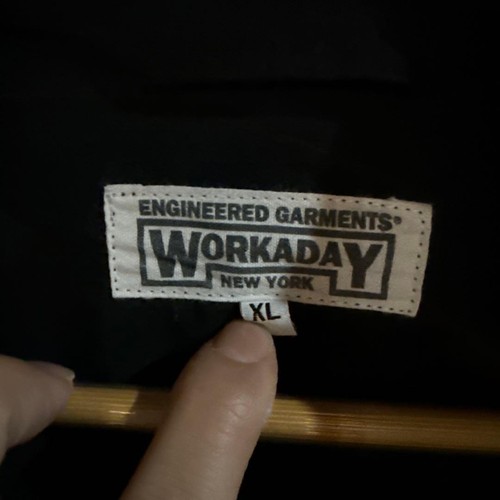 ENGINEERED GARMENTS®
WORKADAY
NEW YORK
XL